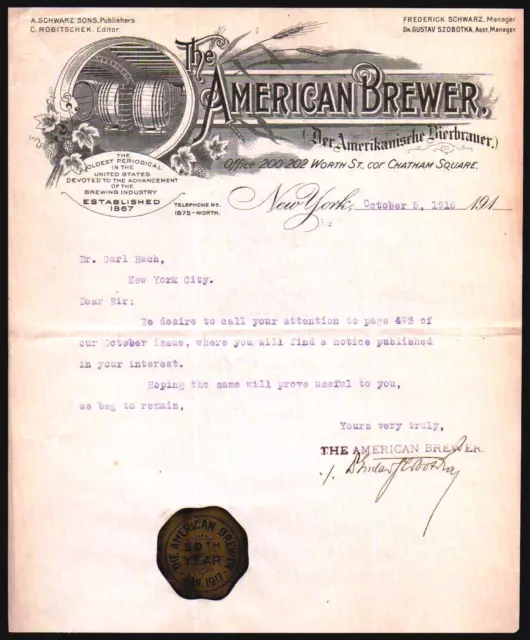 A. SCHWARZ' SONS, Publishers.
C. ROBITSCHEK, Editor.
FREDERICK SCHWARZ, Manager.
DR. GUSTAV SZOBOTKA, Asst. Manager.
The
AMERICAN BREWER.
(Der Amerikanische Bierbrauer.)
Office 200-202 WORTH ST. cor CHATHAM SQUARE.
THE
OLDEST PERIODICAL
IN THE
UNITED STATES
DEVOTED TO THE ADVANCEMENT
OF THE
BREWING INDUSTRY
ESTABLISHED
1867
TELEPHONE NO.
1875-WORTH.
New York, October 5, 1916 191
Dr. Carl Rach,
New York City.
Dear Sir:
We desire to call your attention to page 493 of
our October issue, where you will find a notice published
in your interest.
Hoping the same will prove useful to you,
we beg to remain,
Yours very truly,
THE AMERICAN BREWER.
THE AMERICAN BREWER
50TH
YEAR
JAN. 1917